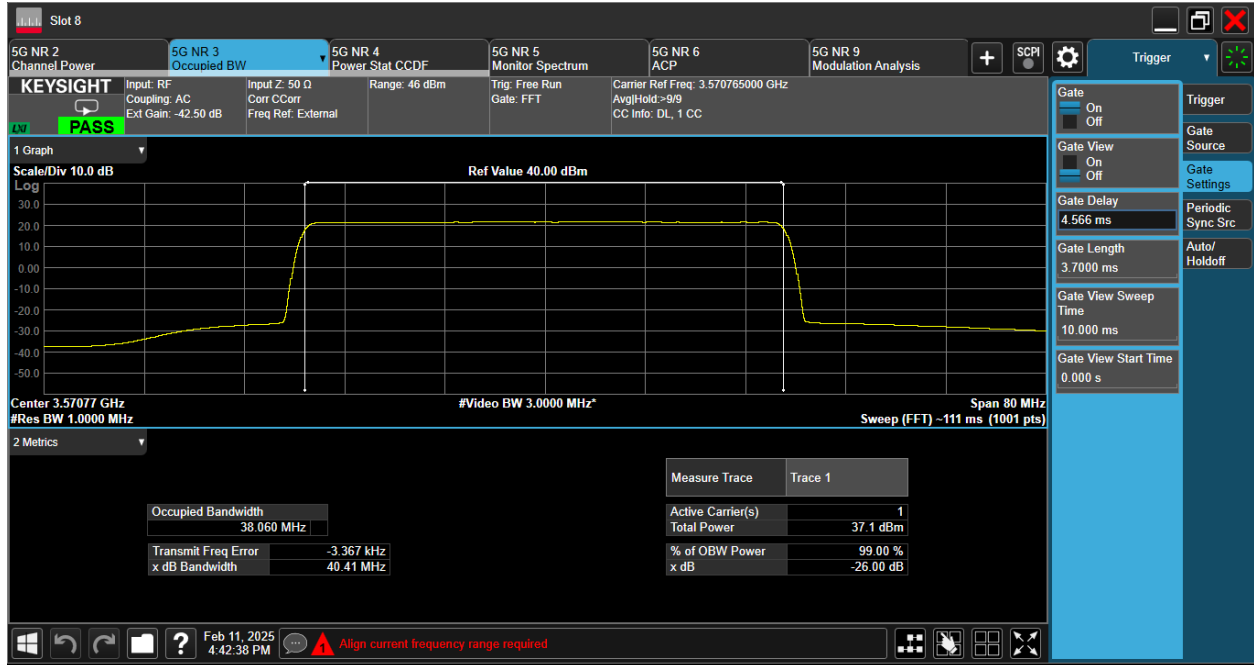 Slot 8
5G NR 2
Channel Power
5G NR 3
Occupied BW
5G NR 4
Power Stat CCDF
5G NR 5
Monitor Spectrum
5G NR 6
ACP
5G NR 9
Modulation Analysis
SCPI
Trigger
KEYSIGHT
LXI
PASS
Input: RF
Coupling: AC
Ext Gain: -42.50 dB
Input Z: 50 Ω
Corr CCorr
Freq Ref: External
Range: 46 dBm
Trig: Free Run
Gate: FFT
Carrier Ref Freq: 3.570765000 GHz
Avg|Hold:>9/9
CC Info: DL, 1 CC
1 Graph
Scale/Div 10.0 dB
Ref Value 40.00 dBm
Log
30.0
20.0
10.0
0.00
-10.0
-20.0
-30.0
-40.0
-50.0
Center 3.57077 GHz
#Video BW 3.0000 MHz*
Span 80 MHz
#Res BW 1.0000 MHz
Sweep (FFT) ~111 ms (1001 pts)
2 Metrics
Measure Trace Trace 1
Occupied Bandwidth
38.060 MHz
Active Carrier(s) 1
Total Power 37.1 dBm
Transmit Freq Error -3.367 kHz
x dB Bandwidth 40.41 MHz
% of OBW Power 99.00 %
x dB -26.00 dB
Gate
On
Off
Gate View
On
Off
Gate Delay
4.566 ms
Gate Length
3.7000 ms
Gate View Sweep
Time
10.000 ms
Gate View Start Time
0.000 s
Trigger
Gate
Source
Gate
Settings
Periodic
Sync Src
Auto/
Holdoff
?
Feb 11, 2025
4:42:38 PM
1
Align current frequency range required